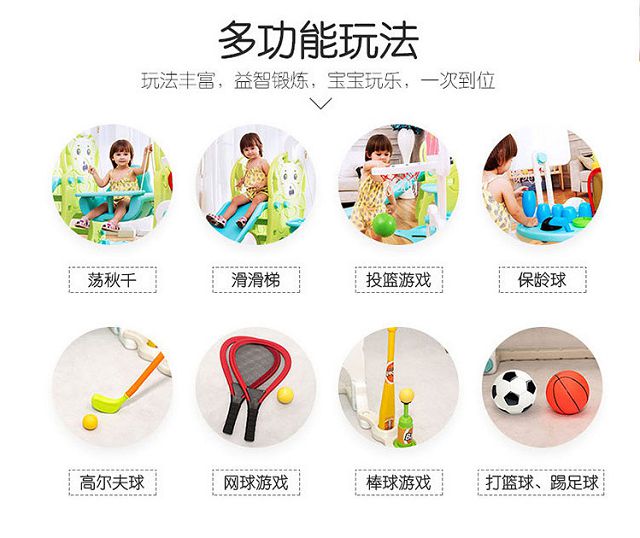 多功能玩法
玩法丰富，益智锻炼，宝宝玩乐，一次到位
荡秋千
滑滑梯
投篮游戏
保龄球
高尔夫球
网球游戏
棒球游戏
打篮球、踢足球